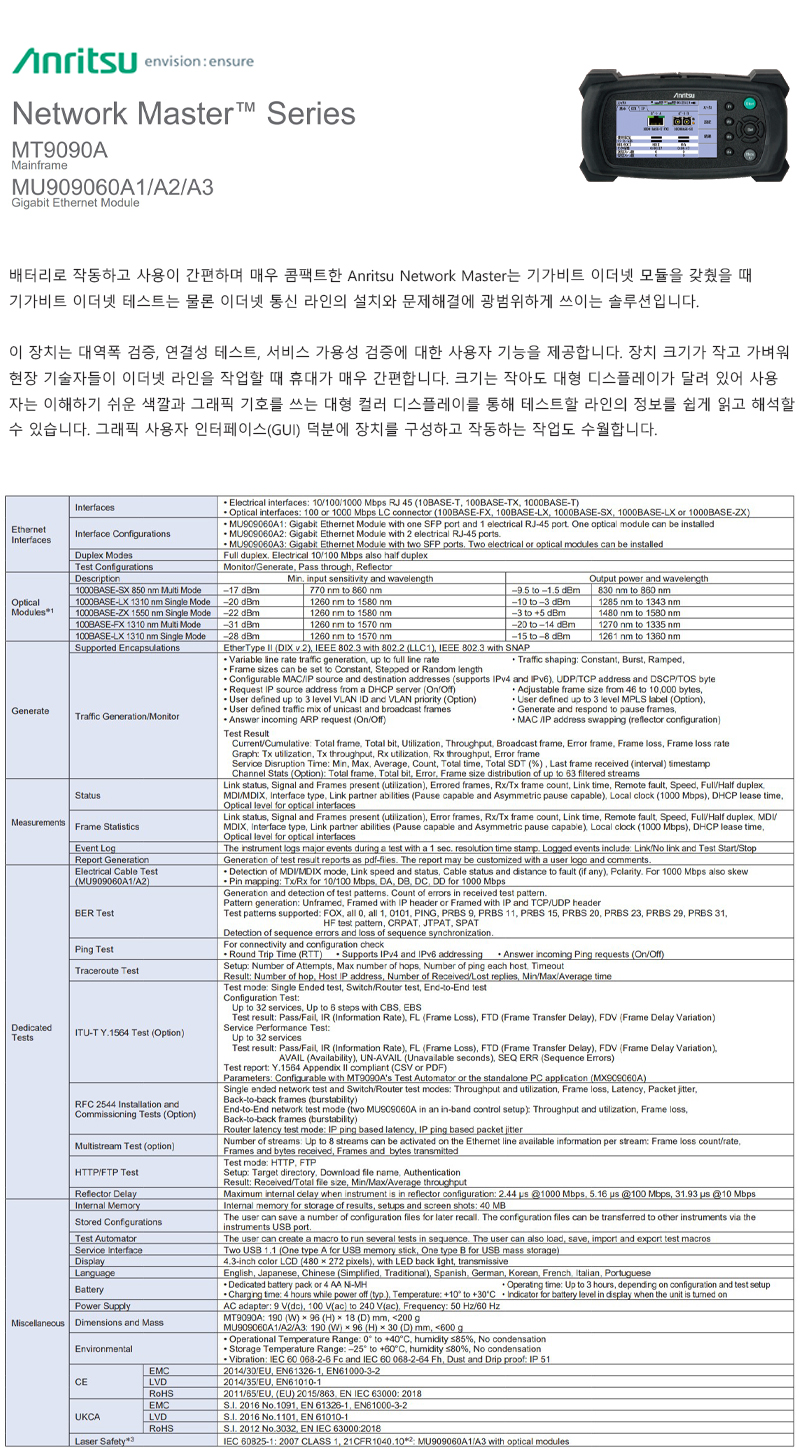 Anritsu envision : ensure
Network Master™ Series
MT9090A
Mainframe
MU909060A1/A2/A3
Gigabit Ethernet Module
Anritsu
배터리로 작동하고 사용이 간편하며 매우 콤팩트한 Anritsu Network Master는 기가비트 이더넷 모듈을 갖췄을 때
기가비트 이더넷 테스트는 물론 이더넷 통신 라인의 설치와 문제해결에 광범위하게 쓰이는 솔루션입니다.
이 장치는 대역폭 검증, 연결성 테스트, 서비스 가용성 검증에 대한 사용자 기능을 제공합니다. 장치 크기가 작고 가벼워
현장 기술자들이 이더넷 라인을 작업할 때 휴대가 매우 간편합니다. 크기는 작아도 대형 디스플레이가 달려 있어 사용
자는 이해하기 쉬운 색깔과 그래픽 기호를 쓰는 대형 컬러 디스플레이를 통해 테스트할 라인의 정보를 쉽게 읽고 해석할
수 있습니다. 그래픽 사용자 인터페이스(GUI) 덕분에 장치를 구성하고 작동하는 작업도 수월합니다.
Ethernet Interfaces
Interfaces
• Electrical interfaces: 10/100/1000 Mbps RJ 45 (10BASE-T, 100BASE-TX, 1000BASE-T)
• Optical interfaces: 100 or 1000 Mbps LC connector (100BASE-FX, 100BASE-LX, 1000BASE-SX, 1000BASE-LX or 1000BASE-ZX)
Interface Configurations
• MU909060A1: Gigabit Ethernet Module with one SFP port and 1 electrical RJ-45 port. One optical module can be installed
• MU909060A2: Gigabit Ethernet Module with 2 electrical RJ-45 ports.
• MU909060A3: Gigabit Ethernet Module with two SFP ports. Two electrical or optical modules can be installed
Duplex Modes Full duplex. Electrical 10/100 Mbps also half duplex
Test Configurations Monitor/Generate, Pass through, Reflector
Optical Modules*1
Description Min. input sensitivity and wavelength Output power and wavelength
1000BASE-SX 850 nm Multi Mode –17 dBm 770 nm to 860 nm –9.5 to –1.5 dBm 830 nm to 860 nm
1000BASE-LX 1310 nm Single Mode –20 dBm 1260 nm to 1580 nm –10 to –3 dBm 1285 nm to 1343 nm
1000BASE-ZX 1550 nm Single Mode –22 dBm 1260 nm to 1580 nm –3 to +5 dBm 1480 nm to 1580 nm
100BASE-FX 1310 nm Multi Mode –31 dBm 1260 nm to 1570 nm –20 to –14 dBm 1270 nm to 1335 nm
100BASE-LX 1310 nm Single Mode –28 dBm 1260 nm to 1570 nm –15 to –8 dBm 1261 nm to 1360 nm
Generate
Supported Encapsulations EtherType II (DIX v.2), IEEE 802.3 with 802.2 (LLC1), IEEE 802.3 with SNAP
Traffic Generation/Monitor
• Variable line rate traffic generation, up to full line rate • Traffic shaping: Constant, Burst, Ramped,
• Frame sizes can be set to Constant, Stepped or Random length
• Configurable MAC/IP source and destination addresses (supports IPv4 and IPv6), UDP/TCP address and DSCP/TOS byte
• Request IP source address from a DHCP server (On/Off) • Adjustable frame size from 46 to 10,000 bytes,
• User defined up to 3 level VLAN ID and VLAN priority (Option) • User defined up to 3 level MPLS label (Option),
• User defined traffic mix of unicast and broadcast frames • Generate and respond to pause frames,
• Answer incoming ARP request (On/Off) • MAC /IP address swapping (reflector configuration)
Test Result
Current/Cumulative: Total frame, Total bit, Utilization, Throughput, Broadcast frame, Error frame, Frame loss, Frame loss rate
Graph: Tx utilization, Tx throughput, Rx utilization, Rx throughput, Error frame
Service Disruption Time: Min, Max, Average, Count, Total time, Total SDT (%) , Last frame received (interval) timestamp
Channel Stats (Option): Total frame, Total bit, Error, Frame size distribution of up to 63 filtered streams
Measurements
Status
Link status, Signal and Frames present (utilization), Errored frames, Rx/Tx frame count, Link time, Remote fault, Speed, Full/Half duplex,
MDI/MDIX, Interface type, Link partner abilities (Pause capable and Asymmetric pause capable), Local clock (1000 Mbps), DHCP lease time,
Optical level for optical interfaces
Frame Statistics
Link status, Signal and Frames present (utilization), Error frames, Rx/Tx frame count, Link time, Remote fault, Speed, Full/Half duplex, MDI/
MDIX, Interface type, Link partner abilities (Pause capable and Asymmetric pause capable), Local clock (1000 Mbps), DHCP lease time,
Optical level for optical interfaces
Event Log The instrument logs major events during a test with a 1 sec. resolution time stamp. Logged events include: Link/No link and Test Start/Stop
Report Generation Generation of test result reports as pdf-files. The report may be customized with a user logo and comments.
Dedicated Tests
Electrical Cable Test (MU909060A1/A2)
• Detection of MDI/MDIX mode, Link speed and status, Cable status and distance to fault (if any), Polarity. For 1000 Mbps also skew
• Pin mapping: Tx/Rx for 10/100 Mbps, DA, DB, DC, DD for 1000 Mbps
BER Test
Generation and detection of test patterns. Count of errors in received test pattern.
Pattern generation: Unframed, Framed with IP header or Framed with IP and TCP/UDP header
Test patterns supported: FOX, all 0, all 1, 0101, PING, PRBS 9, PRBS 11, PRBS 15, PRBS 20, PRBS 23, PRBS 29, PRBS 31,
HF test pattern, CRPAT, JTPAT, SPAT
Detection of sequence errors and loss of sequence synchronization.
Ping Test
For connectivity and configuration check
• Round Trip Time (RTT) • Supports IPv4 and IPv6 addressing • Answer incoming Ping requests (On/Off)
Traceroute Test
Setup: Number of Attempts, Max number of hops, Number of ping each host, Timeout
Result: Number of hop, Host IP address, Number of Received/Lost replies, Min/Max/Average time
ITU-T Y.1564 Test (Option)
Test mode: Single Ended test, Switch/Router test, End-to-End test
Configuration Test:
Up to 32 services, Up to 6 steps with CBS, EBS
Test result: Pass/Fail, IR (Information Rate), FL (Frame Loss), FTD (Frame Transfer Delay), FDV (Frame Delay Variation)
Service Performance Test:
Up to 32 services
Test result: Pass/Fail, IR (Information Rate), FL (Frame Loss), FTD (Frame Transfer Delay), FDV (Frame Delay Variation),
AVAIL (Availability), UN-AVAIL (Unavailable seconds), SEQ ERR (Sequence Errors)
Test report: Y.1564 Appendix II compliant (CSV or PDF)
Parameters: Configurable with MT9090A's Test Automator or the standalone PC application (MX909060A)
RFC 2544 Installation and Commissioning Tests (Option)
Single ended network test and Switch/Router test modes: Throughput and utilization, Frame loss, Latency, Packet jitter,
Back-to-back frames (burstability)
End-to-End network test mode (two MU909060A in an in-band control setup): Throughput and utilization, Frame loss,
Back-to-back frames (burstability)
Router latency test mode: IP ping based latency, IP ping based packet jitter
Multistream Test (option)
Number of streams: Up to 8 streams can be activated on the Ethernet line available information per stream: Frame loss count/rate,
Frames and bytes received, Frames and bytes transmitted
HTTP/FTP Test
Test mode: HTTP, FTP
Setup: Target directory, Download file name, Authentication
Result: Received/Total file size, Min/Max/Average throughput
Reflector Delay Maximum internal delay when instrument is in reflector configuration: 2.44 µs @1000 Mbps, 5.16 µs @100 Mbps, 31.93 µs @10 Mbps
Miscellaneous
Internal Memory Internal memory for storage of results, setups and screen shots: 40 MB
Stored Configurations
The user can save a number of configuration files for later recall. The configuration files can be transferred to other instruments via the
instruments USB port.
Test Automator The user can create a macro to run several tests in sequence. The user can also load, save, import and export test macros
Service Interface Two USB 1.1 (One type A for USB memory stick, One type B for USB mass storage)
Display 4.3-inch color LCD (480 × 272 pixels), with LED back light, transmissive
Language English, Japanese, Chinese (Simplified, Traditional), Spanish, German, Korean, French, Italian, Portuguese
Battery
• Dedicated battery pack or 4 AA Ni-MH • Operating time: Up to 3 hours, depending on configuration and test setup
• Charging time: 4 hours while power off (typ.), Temperature: +10° to +30°C • Indicator for battery level in display when the unit is turned on
Power Supply AC adapter: 9 V(dc), 100 V(ac) to 240 V(ac), Frequency: 50 Hz/60 Hz
Dimensions and Mass
MT9090A: 190 (W) × 96 (H) × 18 (D) mm, <200 g
MU909060A1/A2/A3: 190 (W) × 96 (H) × 30 (D) mm, <600 g
Environmental
• Operational Temperature Range: 0° to +40°C, humidity ≤85%, No condensation
• Storage Temperature Range: –25° to +60°C, humidity ≤80%, No condensation
• Vibration: IEC 60 068-2-6 Fc and IEC 60 068-2-64 Fh, Dust and Drip proof: IP 51
CE
EMC 2014/30/EU, EN61326-1, EN61000-3-2
LVD 2014/35/EU, EN61010-1
RoHS 2011/65/EU, (EU) 2015/863, EN IEC 63000: 2018
UKCA
EMC S.I. 2016 No.1091, EN 61326-1, EN61000-3-2
LVD S.I. 2016 No.1101, EN 61010-1
RoHS S.I. 2012 No.3032, EN IEC 63000:2018
Laser Safety*3 IEC 60825-1: 2007 CLASS 1, 21CFR1040.10*2: MU909060A1/A3 with optical modules